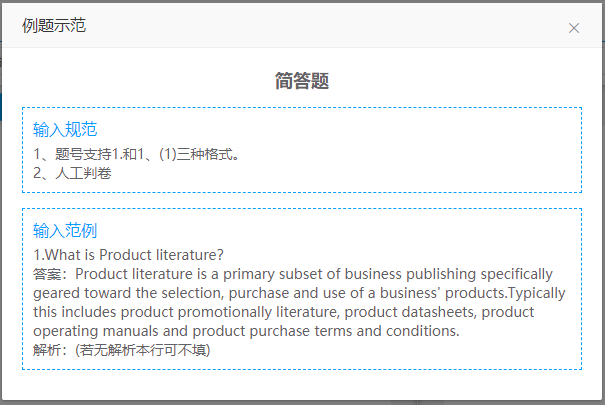 例题示范
简答题
输入规范
1、题号支持1.和1、(1)三种格式。
2、人工判卷
输入范例
1.What is Product literature?
答案：Product literature is a primary subset of business publishing specifically
geared toward the selection, purchase and use of a business' products.Typically
this includes product promotionally literature, product datasheets, product
operating manuals and product purchase terms and conditions.
解析：(若无解析本行可不填)